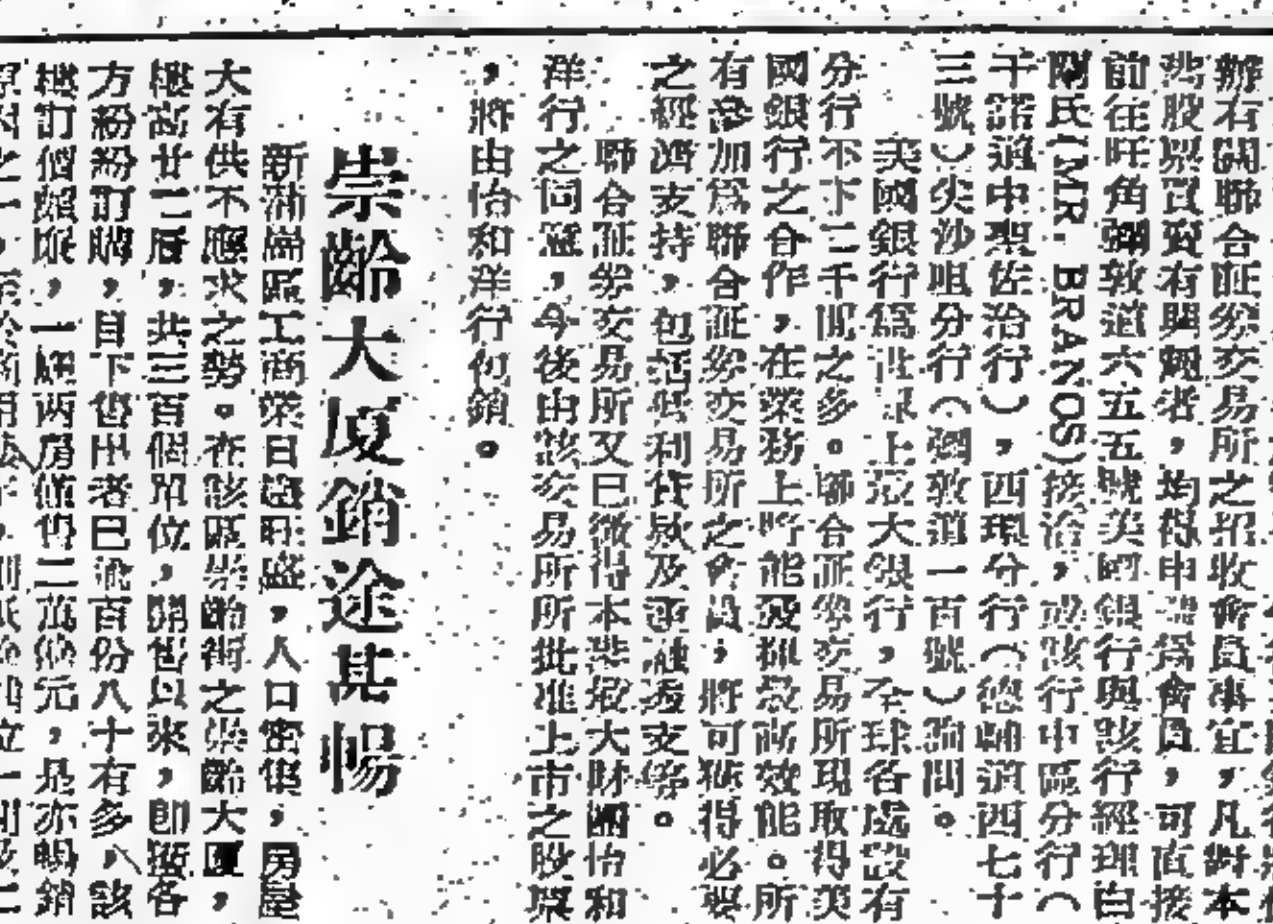 辦有關聯合証券交易所之招收會員事宜，凡對本
港股票買賣有興趣者，均得申請為會員，可直接
前往旺角彌敦道六五五號美國銀行與該行經理白
蘭氏(MR. BRANOS)接洽，或該行中區分行（
干諾道中聖佐治行），西環分行（德輔道西四七十
三號）尖沙咀分行（彌敦道一百號）詢問。
美國銀行為世界上最大銀行，全球各處設有
分行不下二千間之多。聯合証券交易所現取得美
國銀行之合作，在業務上將能發揮最高效能。所
有參加為聯合証券交易所之會員，將可獲得必要
之經濟支持，包括低利貸款及透支等。
聯合証券交易所又已徵得本港最大財團怡和
洋行之同意，今後由該交易所所批准上市之股票
，將由怡和洋行包銷。
崇齡大厦銷途甚暢
新蒲崗區工商業日趨旺盛，人口密集，房屋
大有供不應求之勢。在該區崇齡街之崇齡大厦，
樓高廿二層，共三百個單位，開售以來，即獲各
方紛紛訂購，目下售出者已逾百份八十有多，該
樓訂價頗賬，一廳两房僅售二萬餘元，是亦暢銷
原因之一，